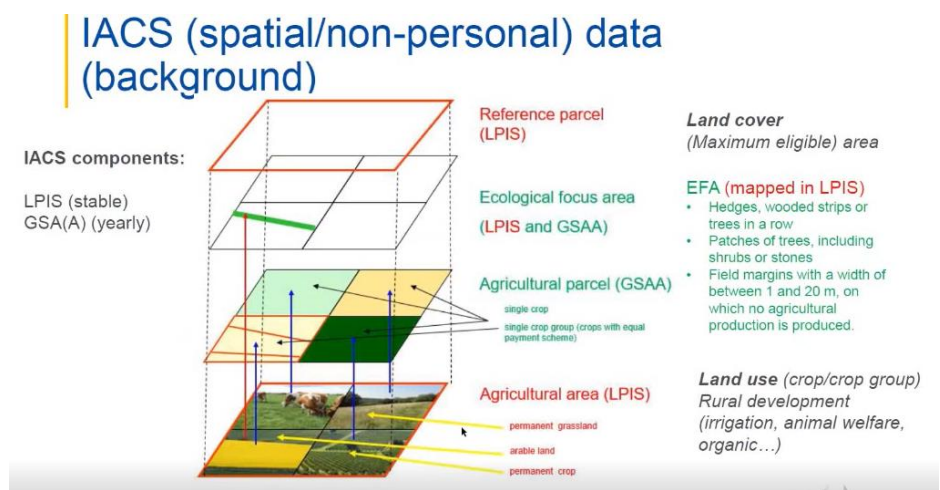 IACS (spatial/non-personal) data
(background)
IACS components:
LPIS (stable)
GSA(A) (yearly)
Reference parcel
(LPIS)
Ecological focus area
(LPIS and GSAA)
Agricultural parcel (GSAA)
single crop
single crop group (crops with equal
payment scheme)
Agricultural area (LPIS)
permanent grassland
arable land
permanent crop
Land cover
(Maximum eligible) area
EFA (mapped in LPIS)
• Hedges, wooded strips or
trees in a row
• Patches of trees, including
shrubs or stones
• Field margins with a width of
between 1 and 20 m, on
which no agricultural
production is produced.
Land use (crop/crop group)
Rural development
(irrigation, animal welfare,
organic…)